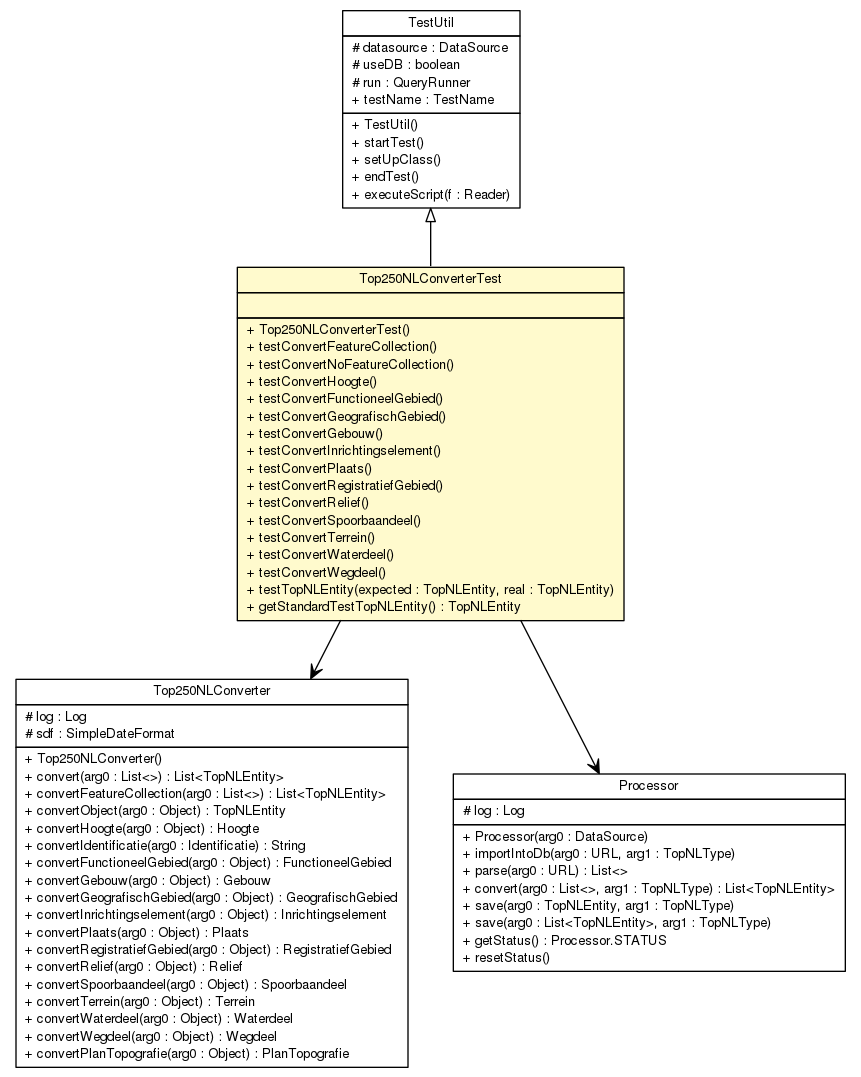 TestUtil
# datasource : DataSource
# useDB : boolean
# run : QueryRunner
+ testName : TestName
+ TestUtil()
+ startTest()
+ setUpClass()
+ endTest()
+ executeScript(f : Reader)
Top250NLConverterTest
+ Top250NLConverterTest()
+ testConvertFeatureCollection()
+ testConvertNoFeatureCollection()
+ testConvertHoogte()
+ testConvertFunctioneelGebied()
+ testConvertGeografischGebied()
+ testConvertGebouw()
+ testConvertInrichtingselement()
+ testConvertPlaats()
+ testConvertRegistratiefGebied()
+ testConvertRelief()
+ testConvertSpoorbaandeel()
+ testConvertTerrein()
+ testConvertWaterdeel()
+ testConvertWegdeel()
+ testTopNLEntity(expected : TopNLEntity, real : TopNLEntity)
+ getStandardTestTopNLEntity() : TopNLEntity
Top250NLConverter
# log : Log
# sdf : SimpleDateFormat
+ Top250NLConverter()
+ convert(arg0 : List<>) : List<TopNLEntity>
+ convertFeatureCollection(arg0 : List<>) : List<TopNLEntity>
+ convertObject(arg0 : Object) : TopNLEntity
+ convertHoogte(arg0 : Object) : Hoogte
+ convertIdentificatie(arg0 : Identificatie) : String
+ convertFunctioneelGebied(arg0 : Object) : FunctioneelGebied
+ convertGebouw(arg0 : Object) : Gebouw
+ convertGeografischGebied(arg0 : Object) : GeografischGebied
+ convertInrichtingselement(arg0 : Object) : Inrichtingselement
+ convertPlaats(arg0 : Object) : Plaats
+ convertRegistratiefGebied(arg0 : Object) : RegistratiefGebied
+ convertRelief(arg0 : Object) : Relief
+ convertSpoorbaandeel(arg0 : Object) : Spoorbaandeel
+ convertTerrein(arg0 : Object) : Terrein
+ convertWaterdeel(arg0 : Object) : Waterdeel
+ convertWegdeel(arg0 : Object) : Wegdeel
+ convertPlanTopografie(arg0 : Object) : PlanTopografie
Processor
# log : Log
+ Processor(arg0 : DataSource)
+ importIntoDb(arg0 : URL, arg1 : TopNLType)
+ parse(arg0 : URL) : List<>
+ convert(arg0 : List<>, arg1 : TopNLType) : List<TopNLEntity>
+ save(arg0 : TopNLEntity, arg1 : TopNLType)
+ save(arg0 : List<TopNLEntity>, arg1 : TopNLType)
+ getStatus() : Processor.STATUS
+ resetStatus()